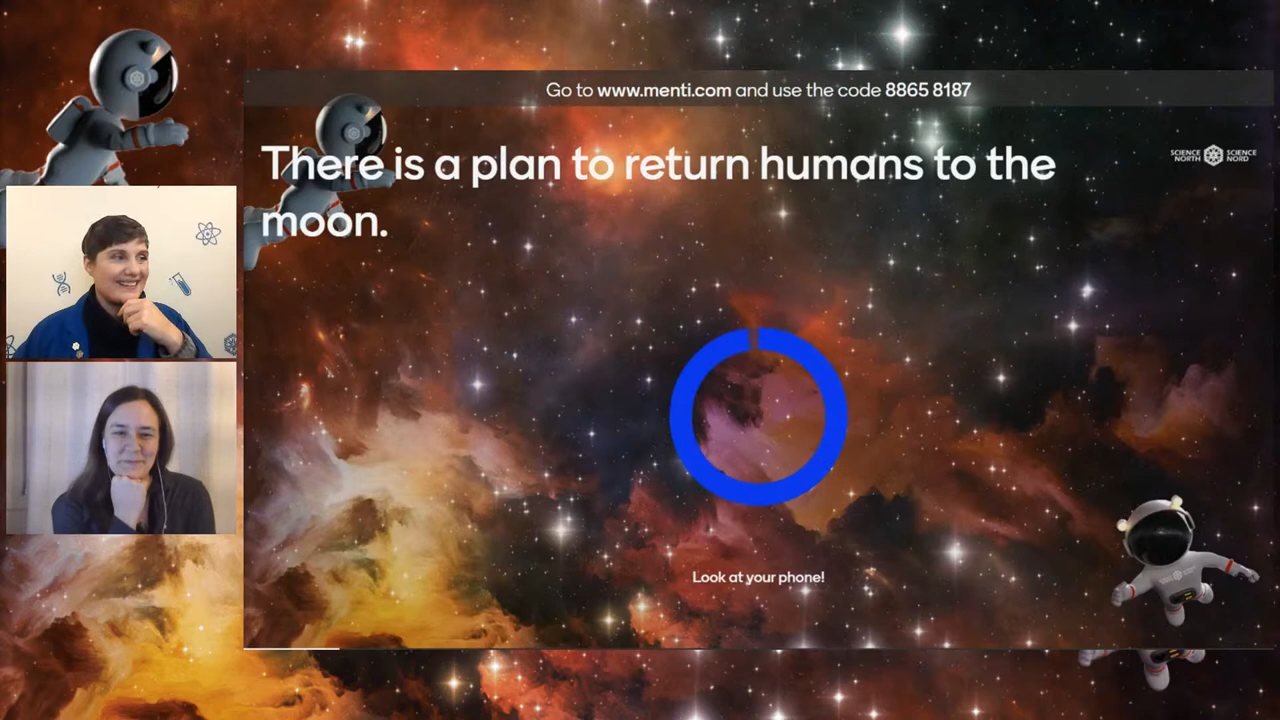 Go to www.menti.com and use the code 8865 8187
There is a plan to return humans to the
moon.
SCIENCE NORTH SCIENCE NORD
Look at your phone!